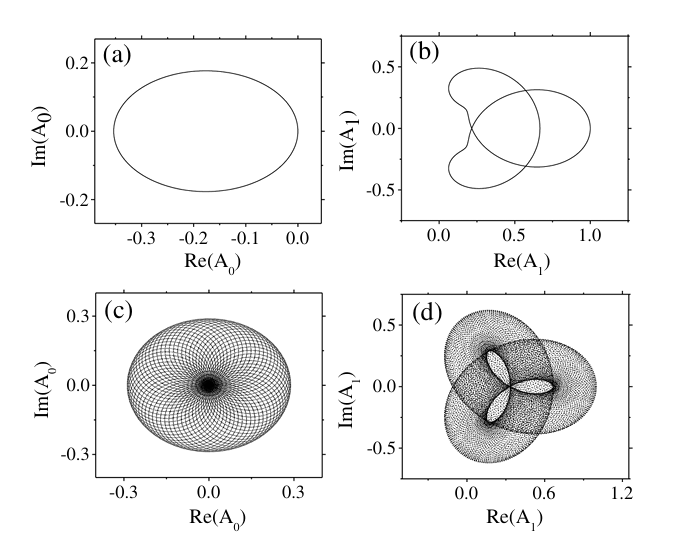 (a)
0.2
0.0
-0.2
Im(A0)
-0.3 -0.2 -0.1 0.0
Re(A0)
(b)
0.5
0.0
-0.5
Im(A1)
0.0 0.5 1.0
Re(A1)
(c)
0.3
0.0
-0.3
Im(A0)
-0.3 0.0 0.3
Re(A0)
(d)
0.5
0.0
-0.5
Im(A1)
0.0 0.6 1.2
Re(A1)